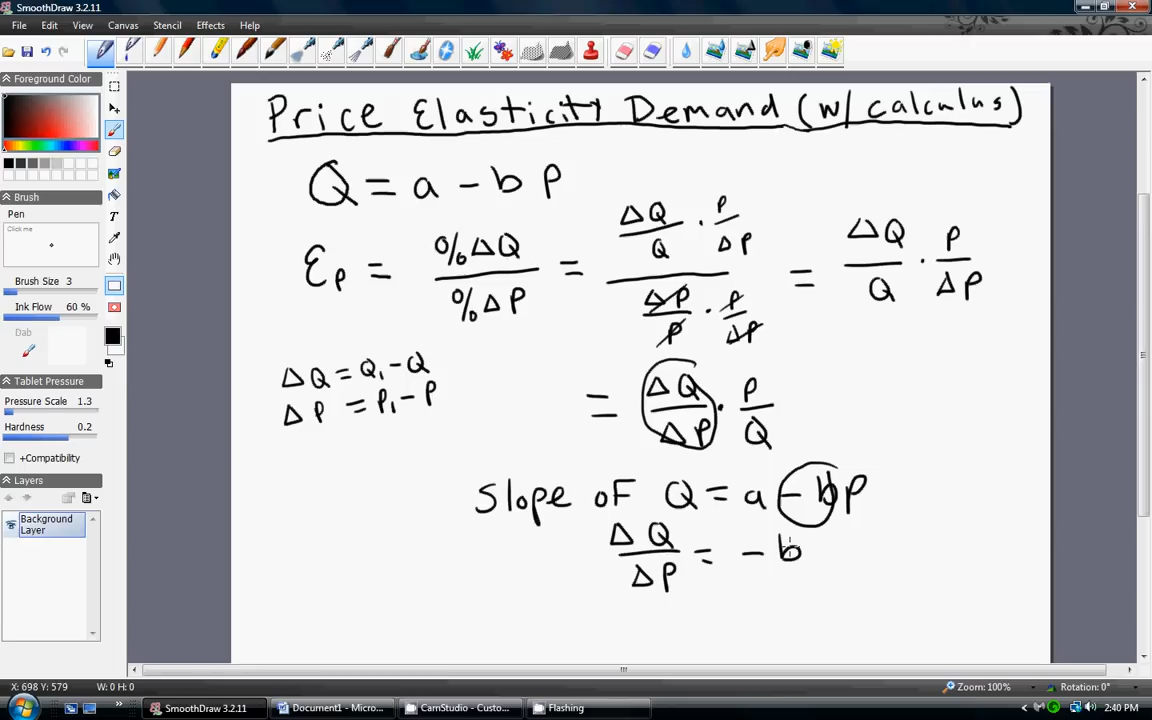 SmoothDraw 3.2.11
File Edit View Canvas Stencil Effects Help
Foreground Color
Brush
Pen
Click me
Brush Size 3
Ink Flow 60 %
Dab
Tablet Pressure
Pressure Scale 1.3
Hardness 0.2
+Compatibility
Layers
Background Layer
Price Elasticity Demand (w/ calculus)
Q = a - b P
Ep = %ΔQ / %ΔP = (ΔQ/Q · P/ΔP) / (ΔP/P · P/ΔP) = ΔQ/Q · P/ΔP
ΔQ = Q₁ - Q
ΔP = P₁ - P
= ΔQ/ΔP · P/Q
Slope of Q = a - bP
ΔQ/ΔP = - b
X: 698 Y: 579 W: 0 H: 0 Zoom: 100% Rotation: 0°
SmoothDraw 3.2.11 Document1 - Micro... CamStudio - Custo... Flashing 2:40 PM